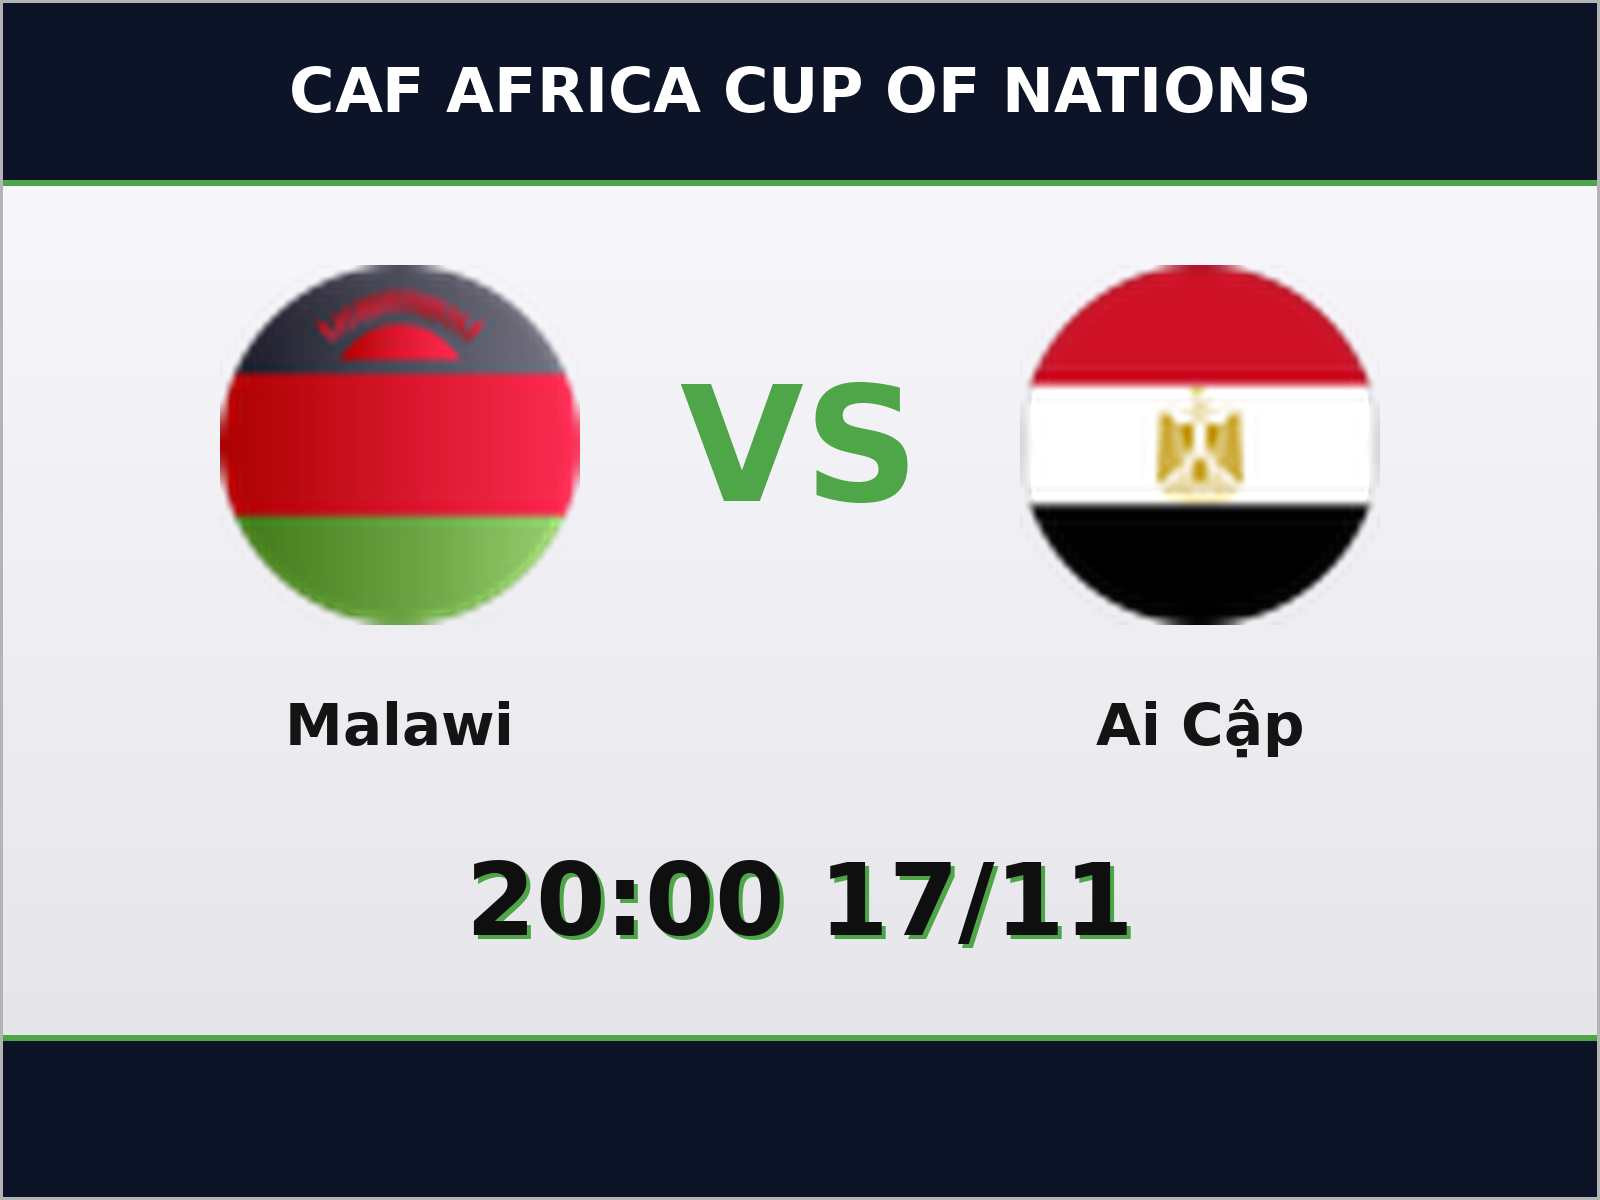 CAF AFRICA CUP OF NATIONS
VS
Malawi
Ai Cập
20:00 17/11